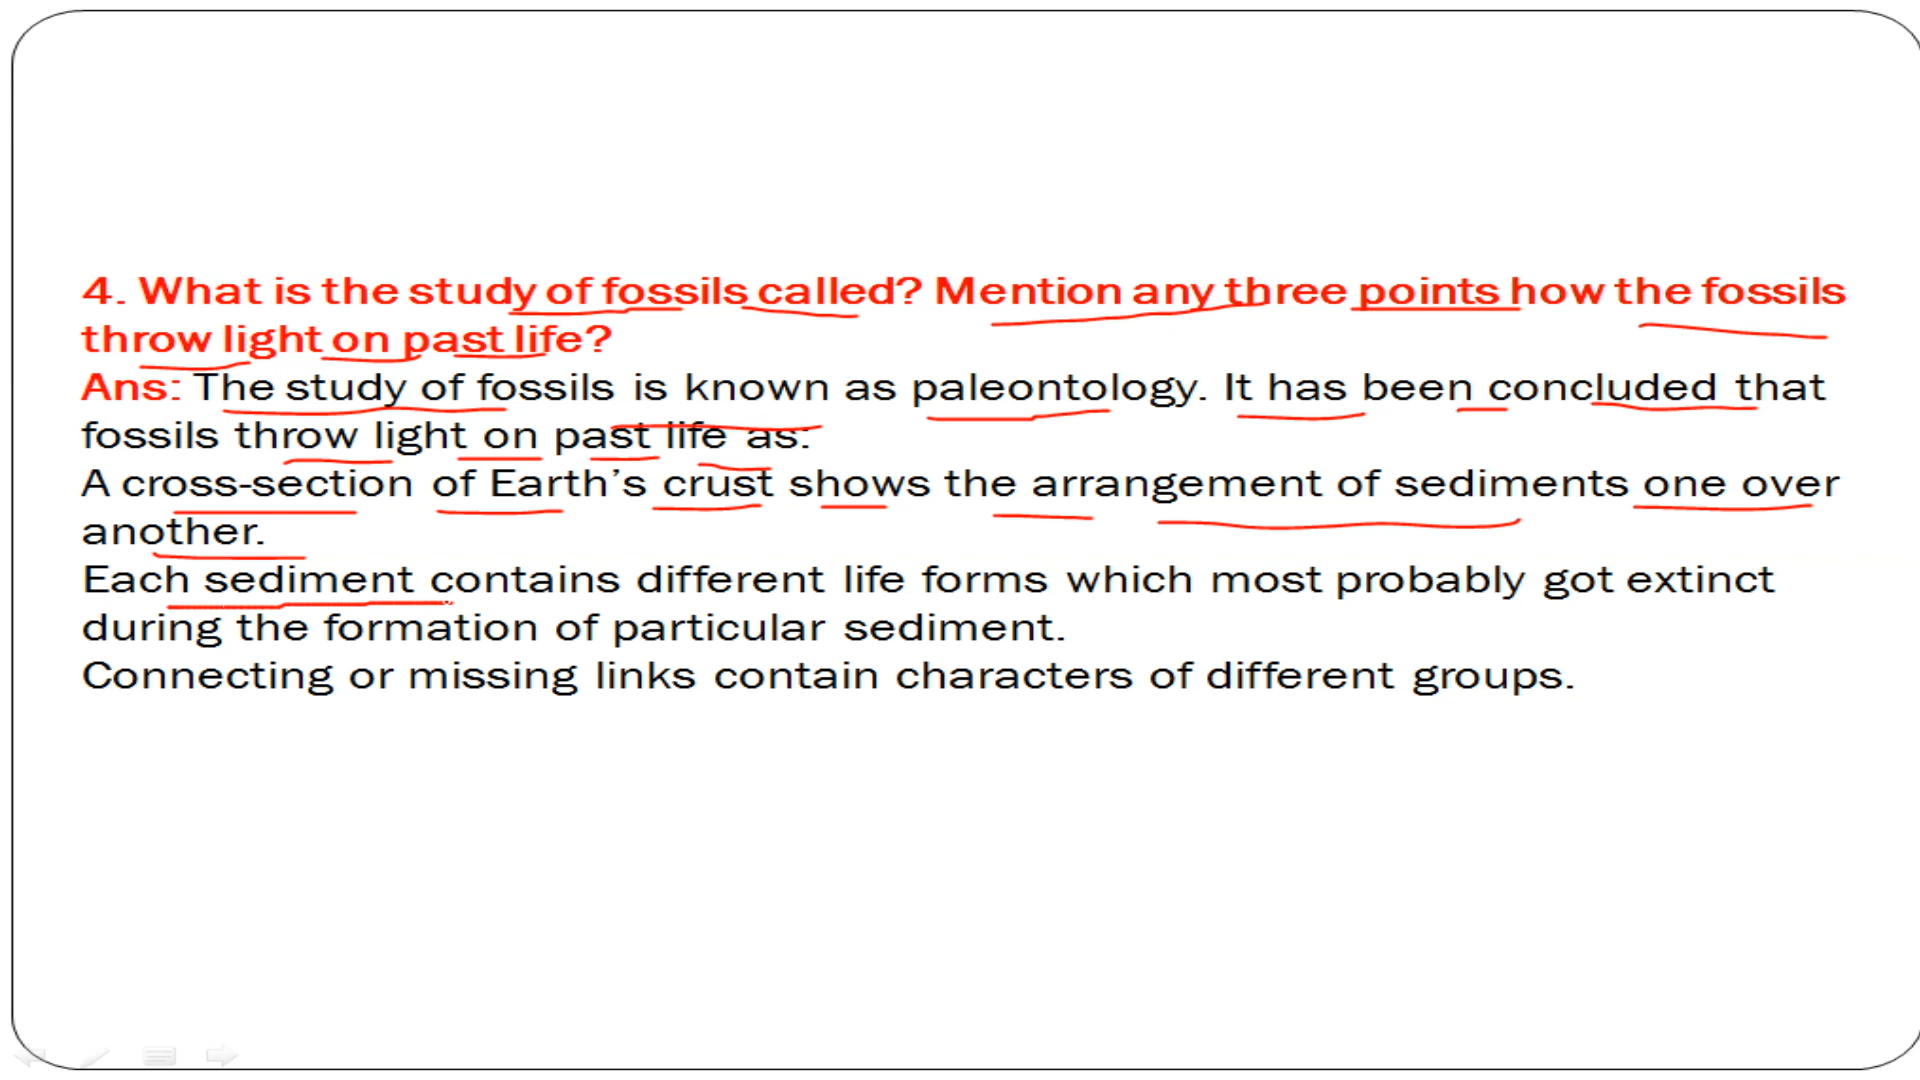 4. What is the study of fossils called? Mention any three points how the fossils
throw light on past life?
Ans: The study of fossils is known as paleontology. It has been concluded that
fossils throw light on past life as:
A cross-section of Earth’s crust shows the arrangement of sediments one over
another.
Each sediment contains different life forms which most probably got extinct
during the formation of particular sediment.
Connecting or missing links contain characters of different groups.